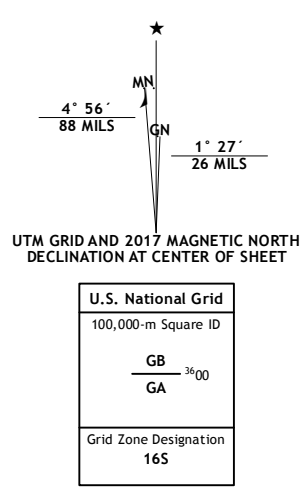 ★
MN
4° 56´
88 MILS
GN
1° 27´
26 MILS
UTM GRID AND 2017 MAGNETIC NORTH
DECLINATION AT CENTER OF SHEET
U.S. National Grid
100,000-m Square ID
GB
³⁶00
GA
Grid Zone Designation
16S